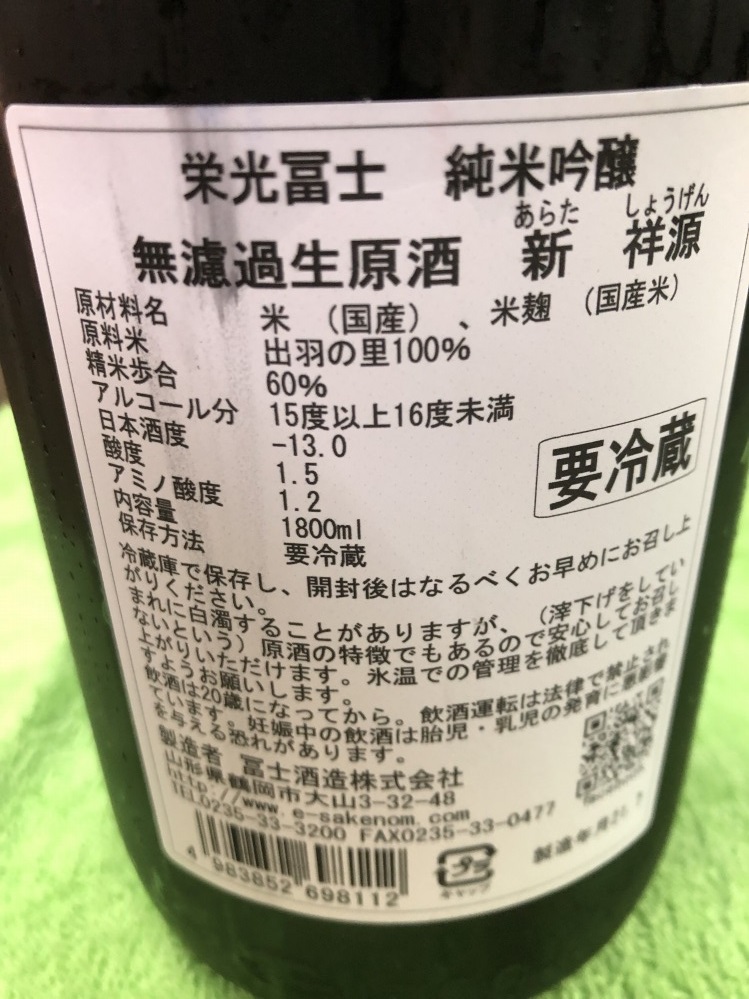 栄光冨士 純米吟醸
あらた しょうげん
無濾過生原酒 新 祥源
原材料名 米 (国産) 、米麹 (国産米)
原料米 出羽の里100%
精米歩合 60%
アルコール分 15度以上16度未満
日本酒度 -13.0
酸度 1.5
アミノ酸度 1.2
内容量 1800ml
保存方法 要冷蔵
要冷蔵
冷蔵庫で保存し、開封後はなるべくお早めにお召し上
がりください。
まれに白濁することがありますが、(滓下げをしてい
ないという) 原酒の特徴でもあるので安心してお召し
上がりいただけます。氷温での管理を徹底して頂きま
すようお願いします。
飲酒は20歳になってから。飲酒運転は法律で禁止され
ています。妊娠中の飲酒は胎児・乳児の発育に悪影響
を与える恐れがあります。
製造者 冨士酒造株式会社
山形県鶴岡市大山3-32-48
http://www.e-sakenom.com
TEL0235-33-3200 FAX0235-33-0477
4 983852 698112
キャップ
製造年月